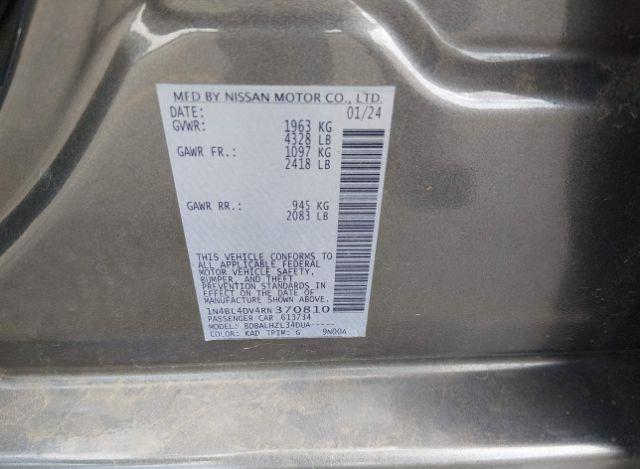 MFD BY NISSAN MOTOR CO., LTD.
DATE: 01/24
GVWR: 1963 KG
4328 LB
GAWR FR.: 1097 KG
2418 LB
GAWR RR.: 945 KG
2083 LB
THIS VEHICLE CONFORMS TO
ALL APPLICABLE FEDERAL
MOTOR VEHICLE SAFETY,
BUMPER, AND THEFT
PREVENTION STANDARDS IN
EFFECT ON THE DATE OF
MANUFACTURE SHOWN ABOVE.
1N4BL4DV4RN370810
PASSENGER CAR 613734
MODEL: BDBALHZL34DUA-----
COLOR: KAD TRIM: G 9N00A